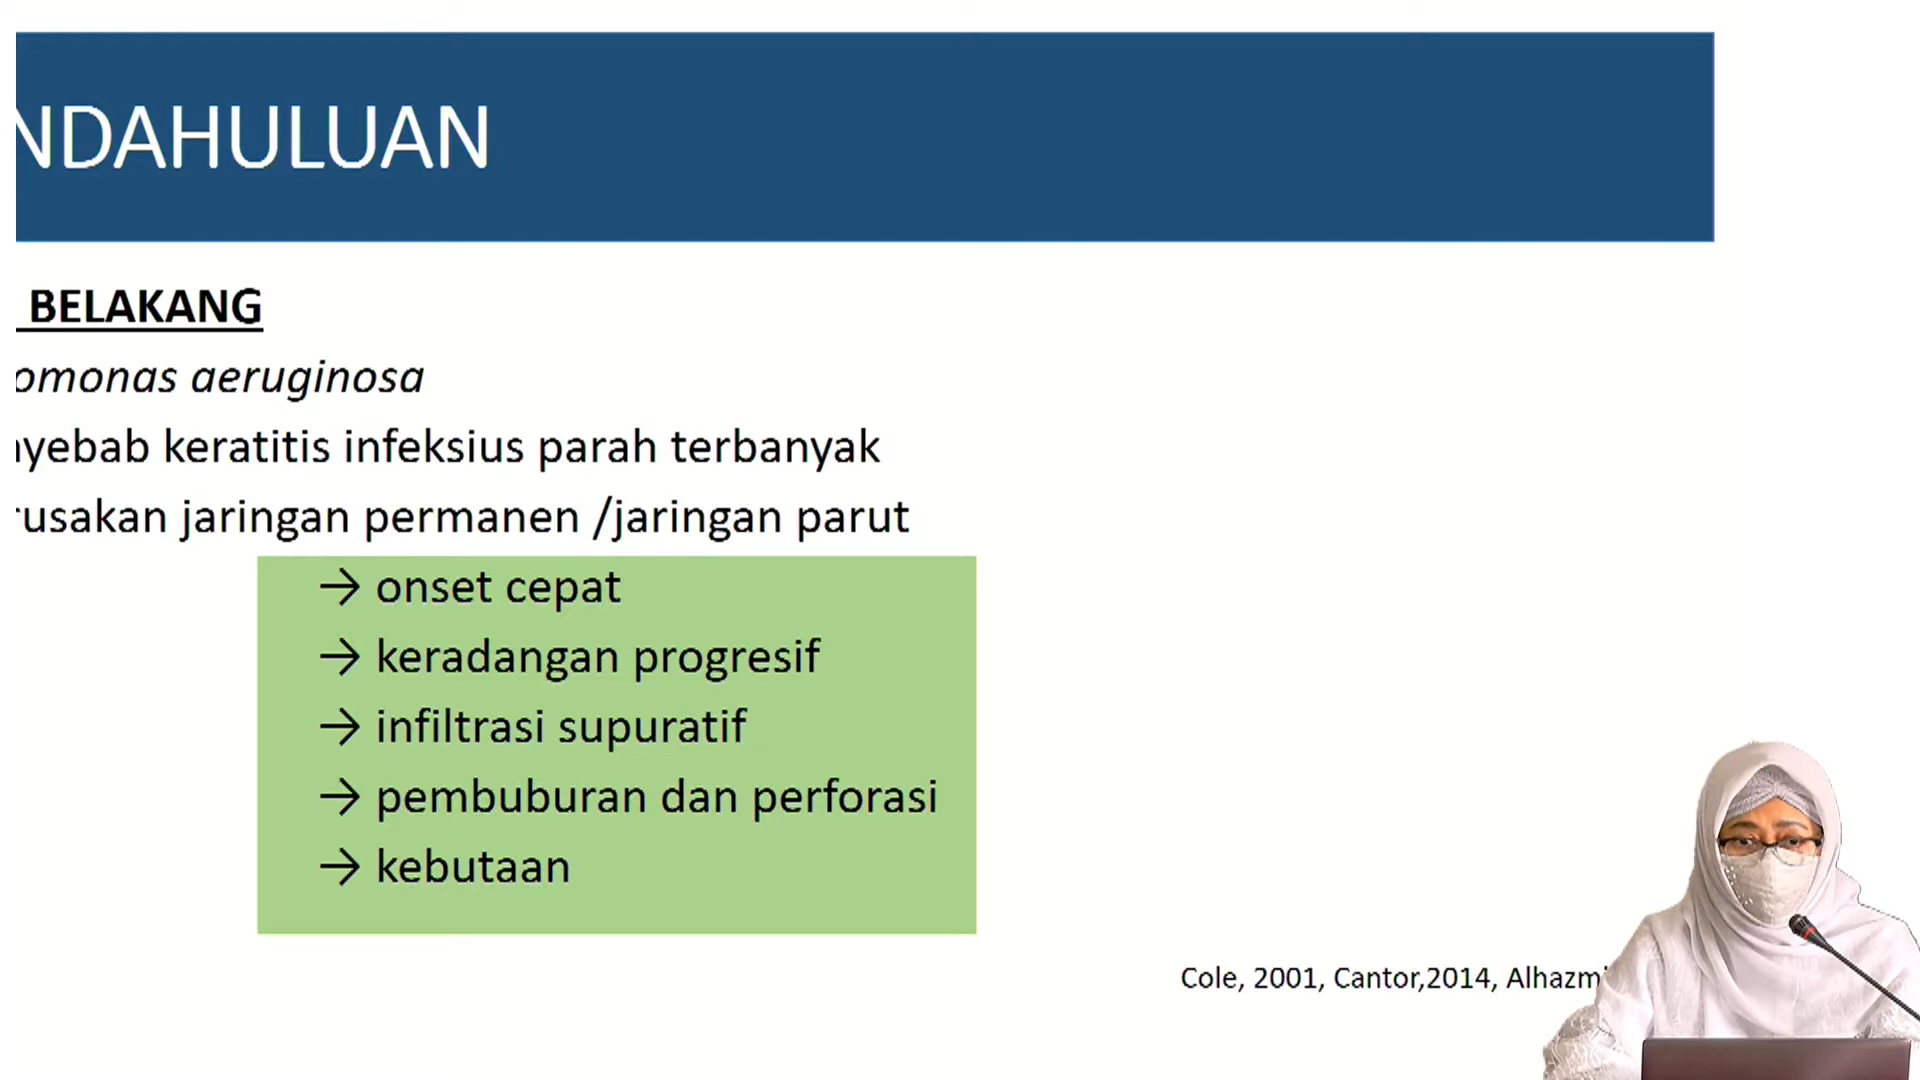 NDAHULUAN
BELAKANG
omonas aeruginosa
yebab keratitis infeksius parah terbanyak
rusakan jaringan permanen /jaringan parut
→ onset cepat
→ keradangan progresif
→ infiltrasi supuratif
→ pembuburan dan perforasi
→ kebutaan
Cole, 2001, Cantor,2014, Alhazm